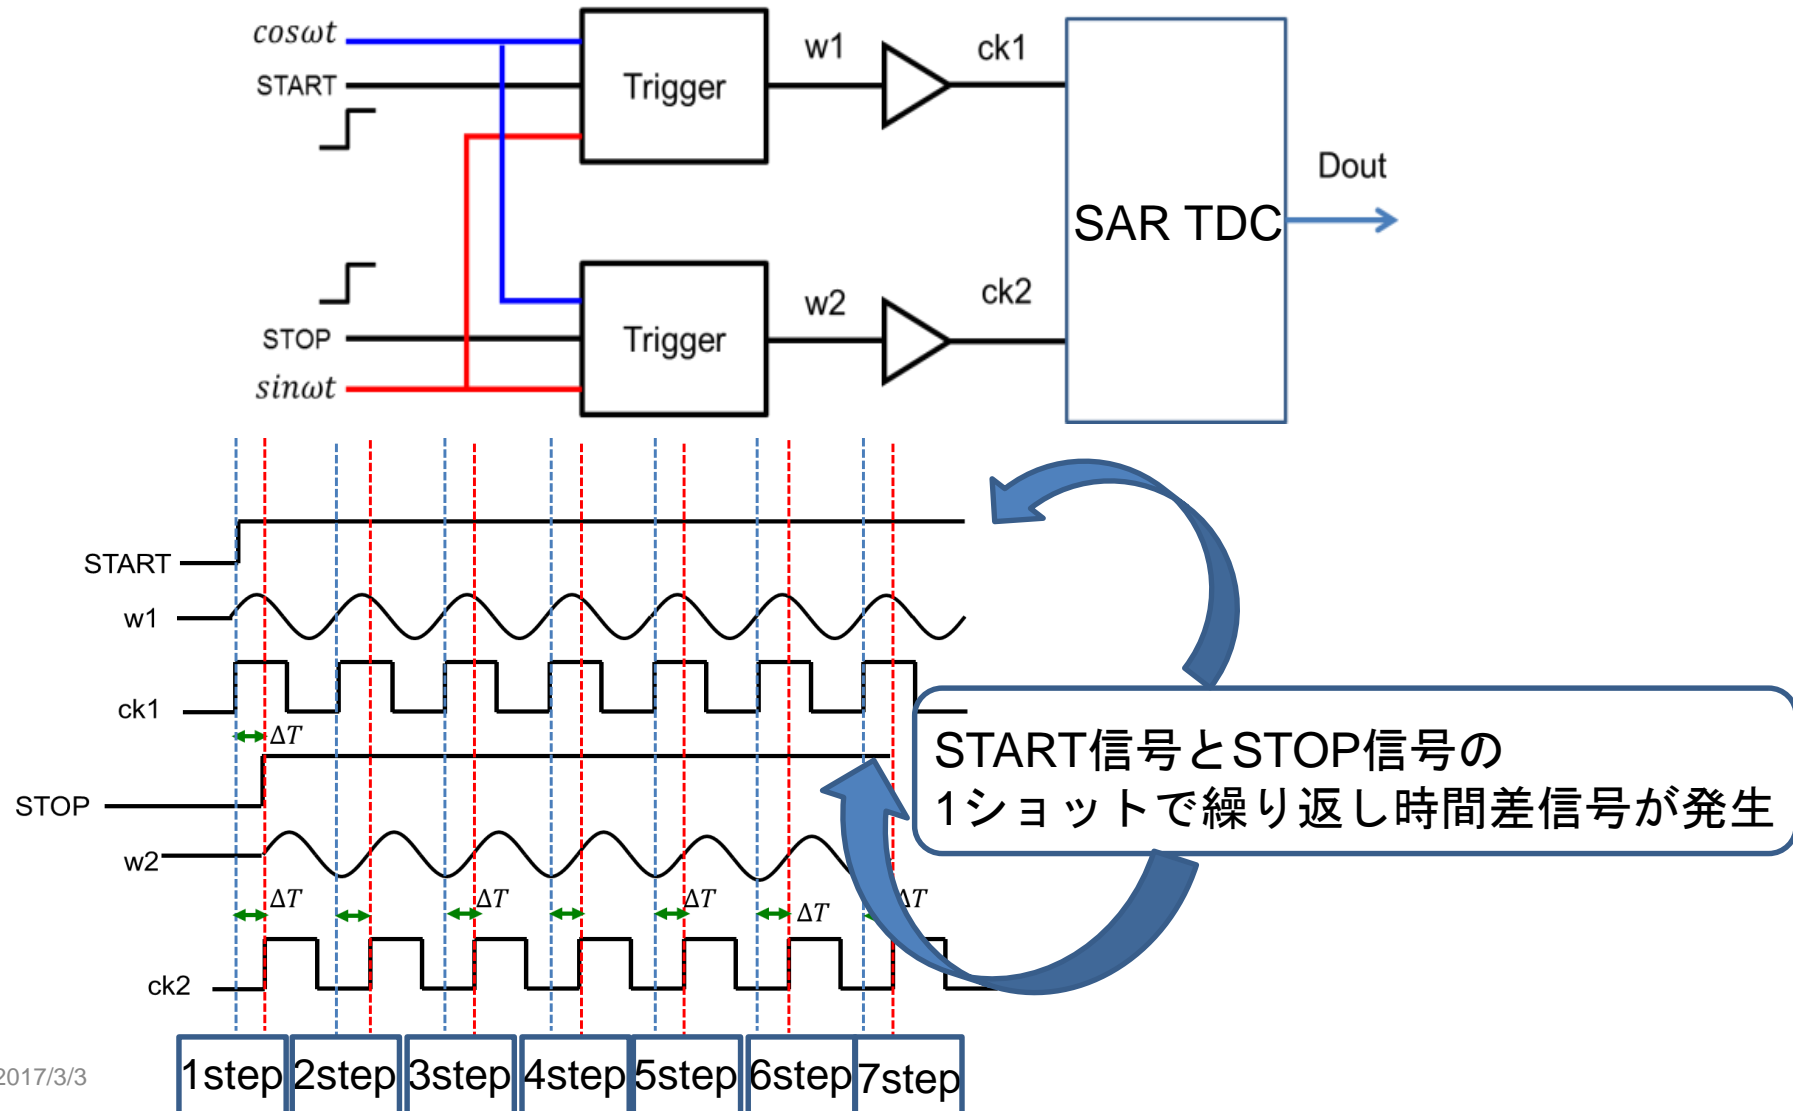 cosωt
START
Trigger
w1
ck1
SAR TDC
Dout
STOP
sinωt
Trigger
w2
ck2
START
w1
ck1
ΔT
STOP
w2
ΔT
ΔT
ΔT
ΔT
ΔT
ck2
START信号とSTOP信号の
1ショットで繰り返し時間差信号が発生
1step
2step
3step
4step
5step
6step
7step
2017/3/3